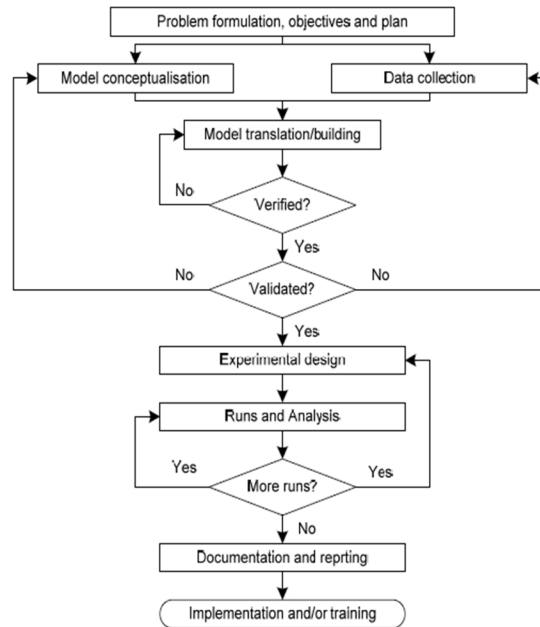 Problem formulation, objectives and plan
Model conceptualisation
Data collection
Model translation/building
No
Verified?
Yes
No
Validated?
No
Yes
Experimental design
Runs and Analysis
Yes
More runs?
Yes
No
Documentation and reprting
Implementation and/or training